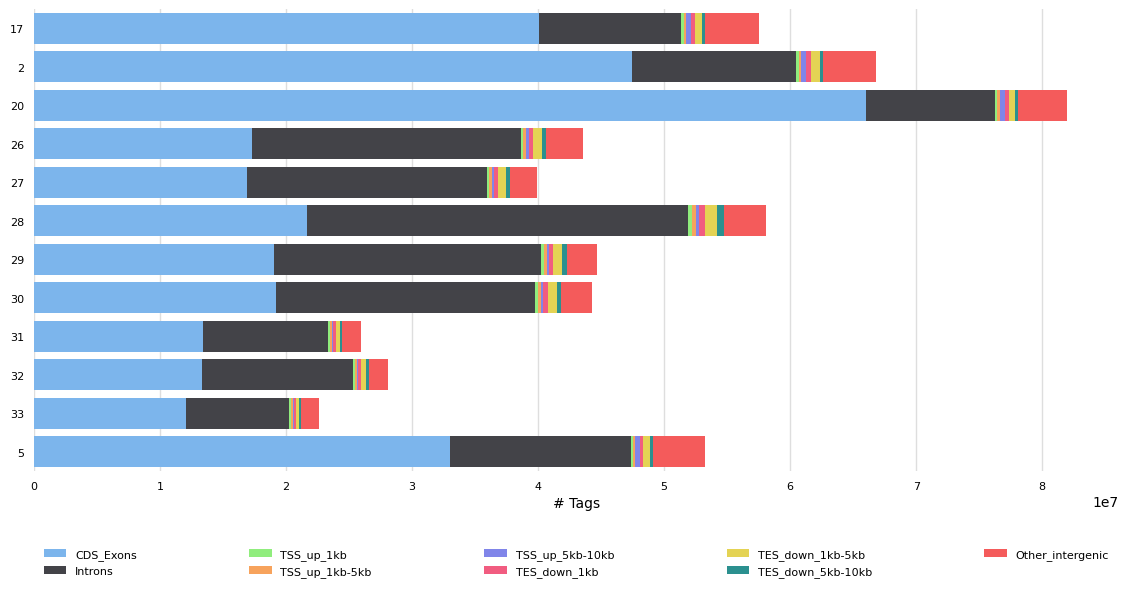 17
2
20
26
27
28
29
30
31
32
33
5
0 1 2 3 4 5 6 7 8
# Tags
1e7
CDS_Exons TSS_up_1kb TSS_up_5kb-10kb TES_down_1kb-5kb Other_intergenic
Introns TSS_up_1kb-5kb TES_down_1kb TES_down_5kb-10kb